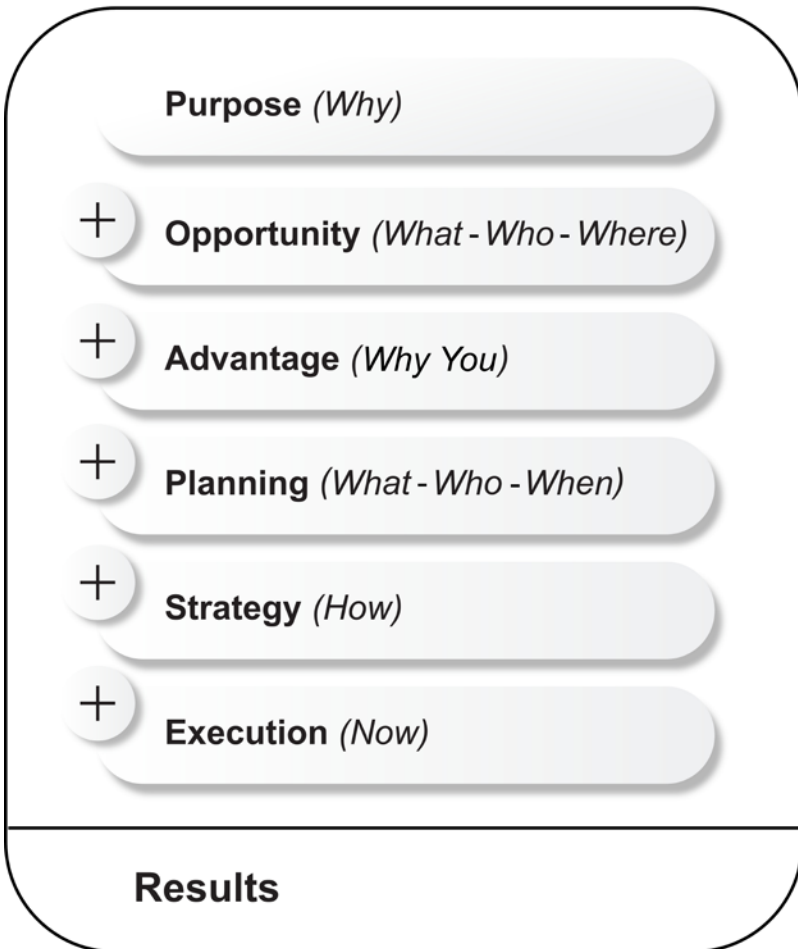 Purpose (Why)
+
Opportunity (What - Who - Where)
+
Advantage (Why You)
+
Planning (What - Who - When)
+
Strategy (How)
+
Execution (Now)
Results